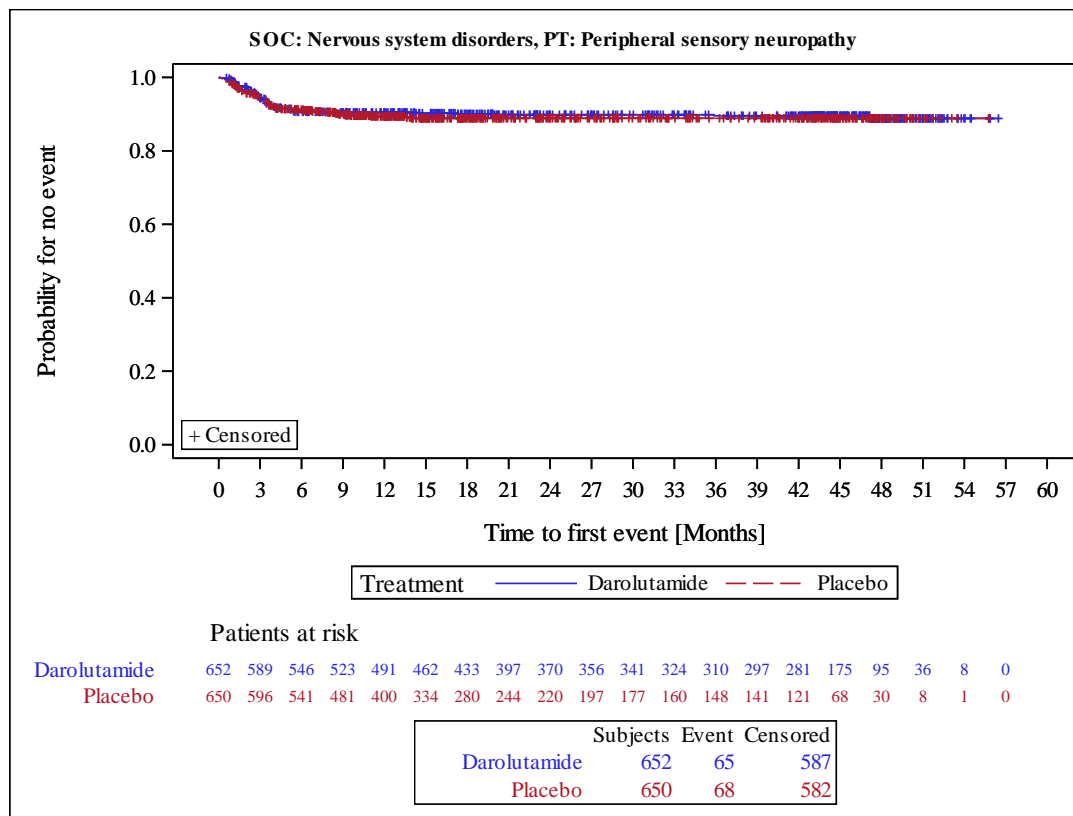 SOC: Nervous system disorders, PT: Peripheral sensory neuropathy
1.0
0.8
0.6
0.4
0.2
0.0
Probability for no event
+ Censored
0 3 6 9 12 15 18 21 24 27 30 33 36 39 42 45 48 51 54 57 60
Time to first event [Months]
Treatment Darolutamide Placebo
Patients at risk
Darolutamide 652 589 546 523 491 462 433 397 370 356 341 324 310 297 281 175 95 36 8 0
Placebo 650 596 541 481 400 334 280 244 220 197 177 160 148 141 121 68 30 8 1 0
Subjects Event Censored
Darolutamide 652 65 587
Placebo 650 68 582